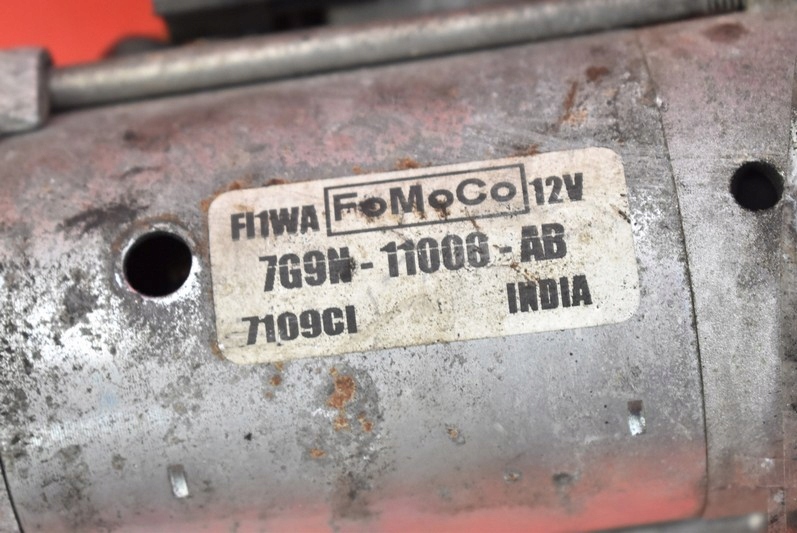 FI1WA FoMoCo 12V
7G9N - 11000 - AB
7109CI INDIA